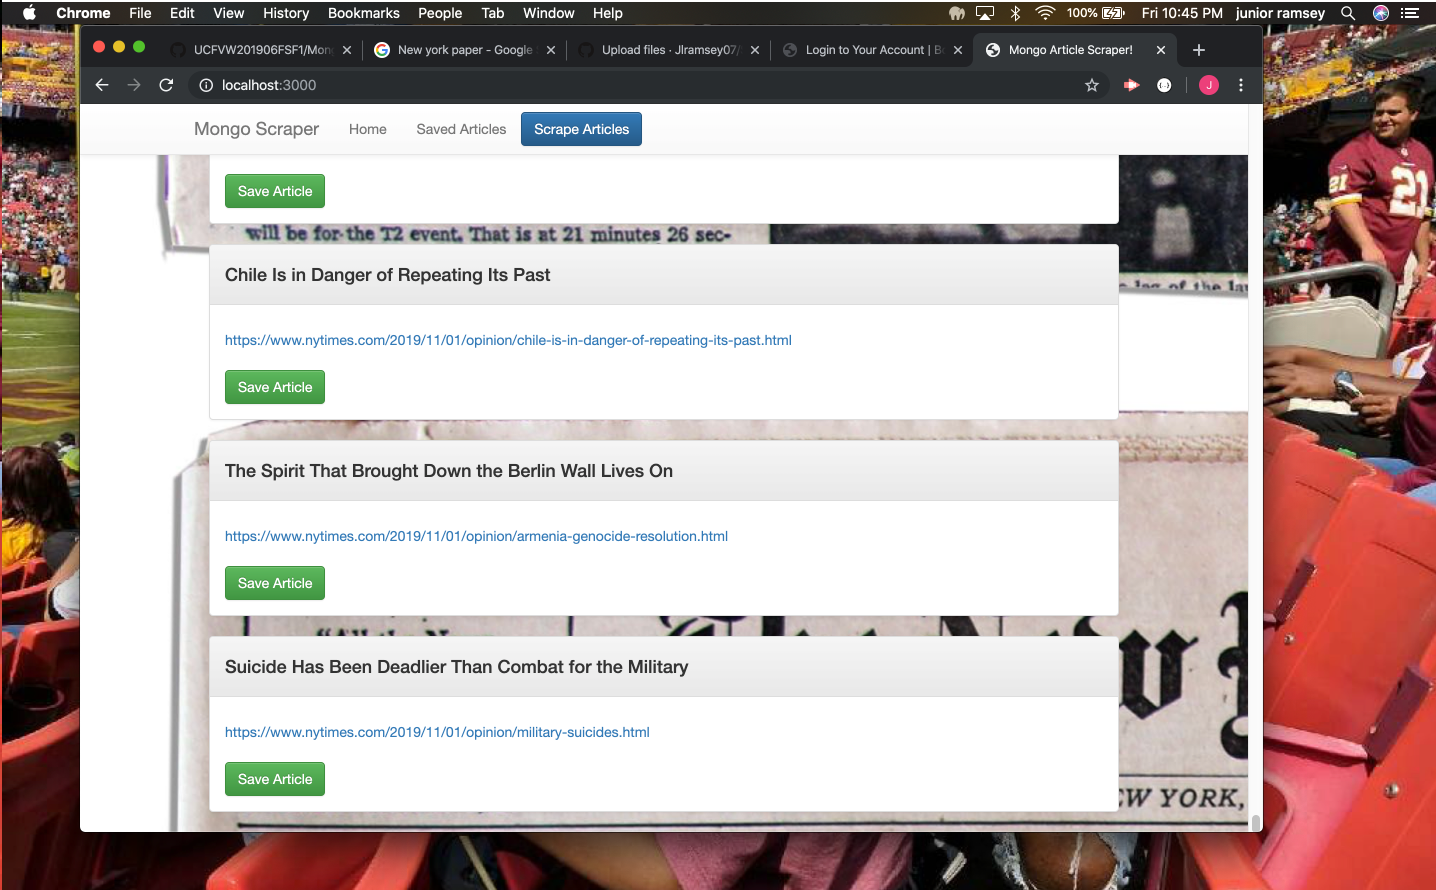 Chrome File Edit View History Bookmarks People Tab Window Help 100% Fri 10:45 PM junior ramsey
UCFVW201906FSF1/Mon
New york paper - Google
Upload files · Jlramsey07/
Login to Your Account | B
Mongo Article Scraper!
localhost:3000
J
Mongo Scraper Home Saved Articles Scrape Articles
Save Article
will be for the T2 event. That is at 21 minutes 26 sec-
Chile Is in Danger of Repeating Its Past
https://www.nytimes.com/2019/11/01/opinion/chile-is-in-danger-of-repeating-its-past.html
Save Article
The Spirit That Brought Down the Berlin Wall Lives On
https://www.nytimes.com/2019/11/01/opinion/armenia-genocide-resolution.html
Save Article
Suicide Has Been Deadlier Than Combat for the Military
https://www.nytimes.com/2019/11/01/opinion/military-suicides.html
Save Article
EW YORK,
21
21